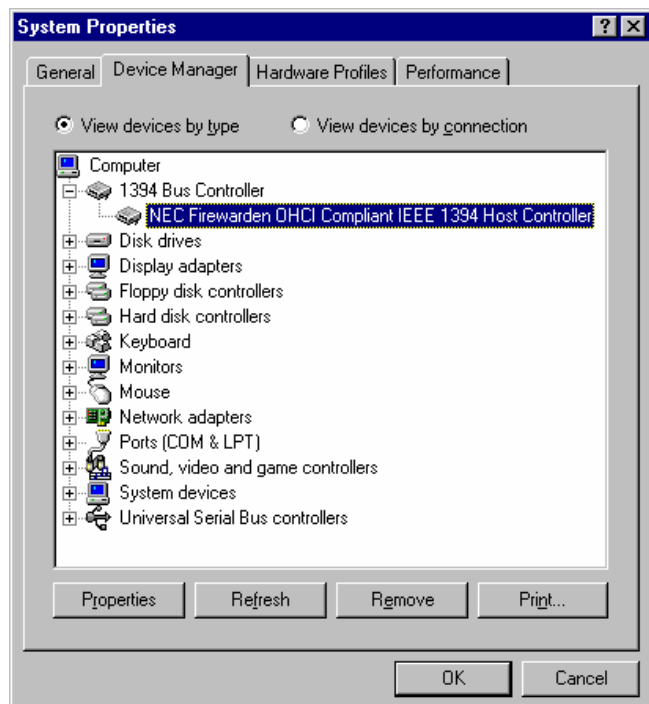 System Properties
General Device Manager Hardware Profiles Performance
View devices by type View devices by connection
Computer
1394 Bus Controller
NEC Firewarden OHCI Compliant IEEE 1394 Host Controller
Disk drives
Display adapters
Floppy disk controllers
Hard disk controllers
Keyboard
Monitors
Mouse
Network adapters
Ports (COM & LPT)
Sound, video and game controllers
System devices
Universal Serial Bus controllers
Properties Refresh Remove Print...
OK Cancel